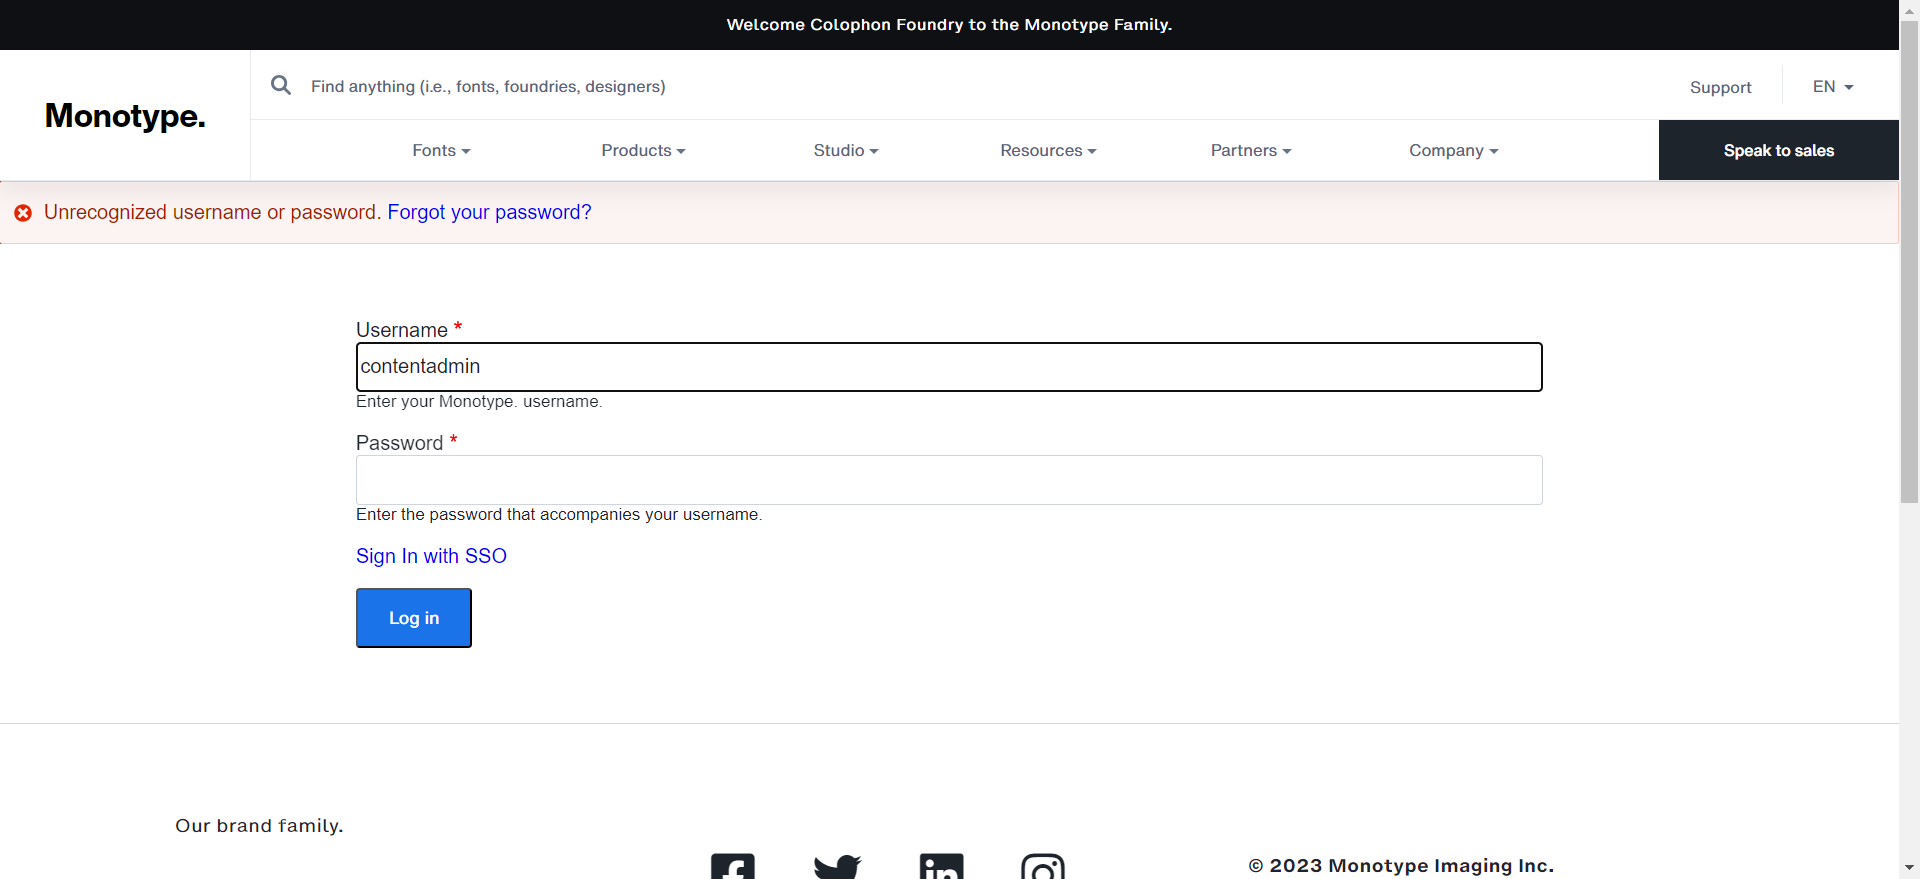 Welcome Colophon Foundry to the Monotype Family.
Monotype.
Find anything (i.e., fonts, foundries, designers)
Support
EN
Fonts
Products
Studio
Resources
Partners
Company
Speak to sales
Unrecognized username or password. Forgot your password?
Username *
contentadmin
Enter your Monotype. username.
Password *
Enter the password that accompanies your username.
Sign In with SSO
Log in
Our brand family.
© 2023 Monotype Imaging Inc.